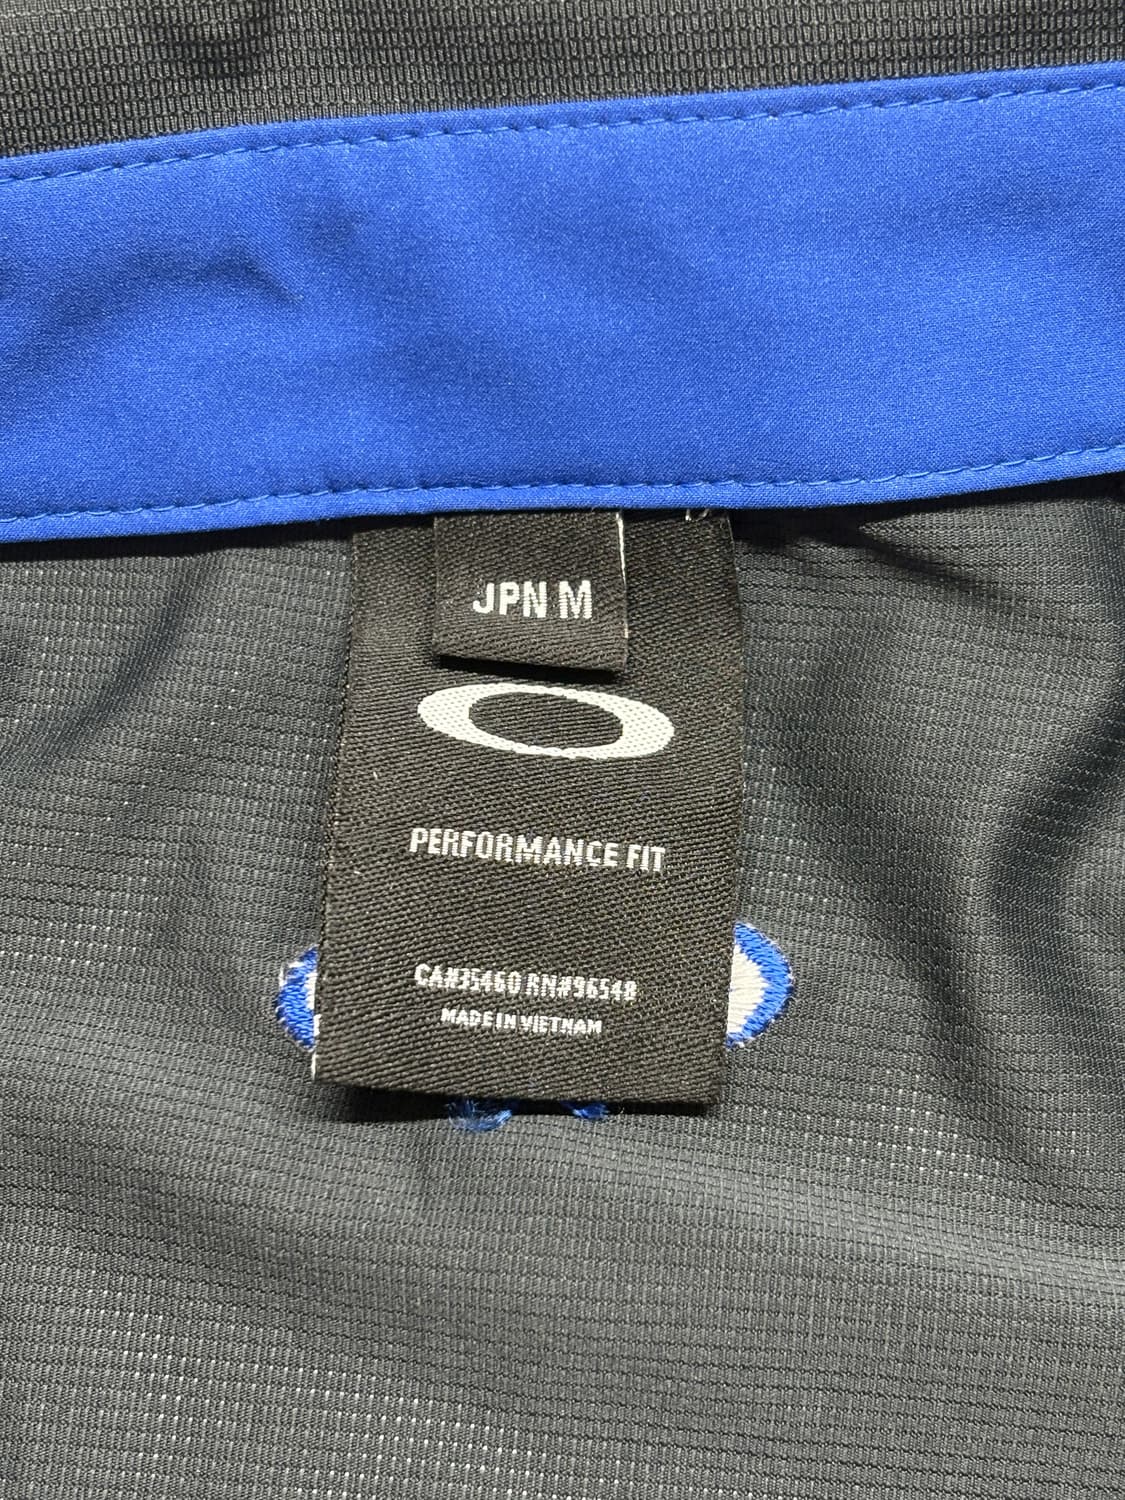 JPN M
PERFORMANCE FIT
CA#35460 RN#96548
MADE IN VIETNAM